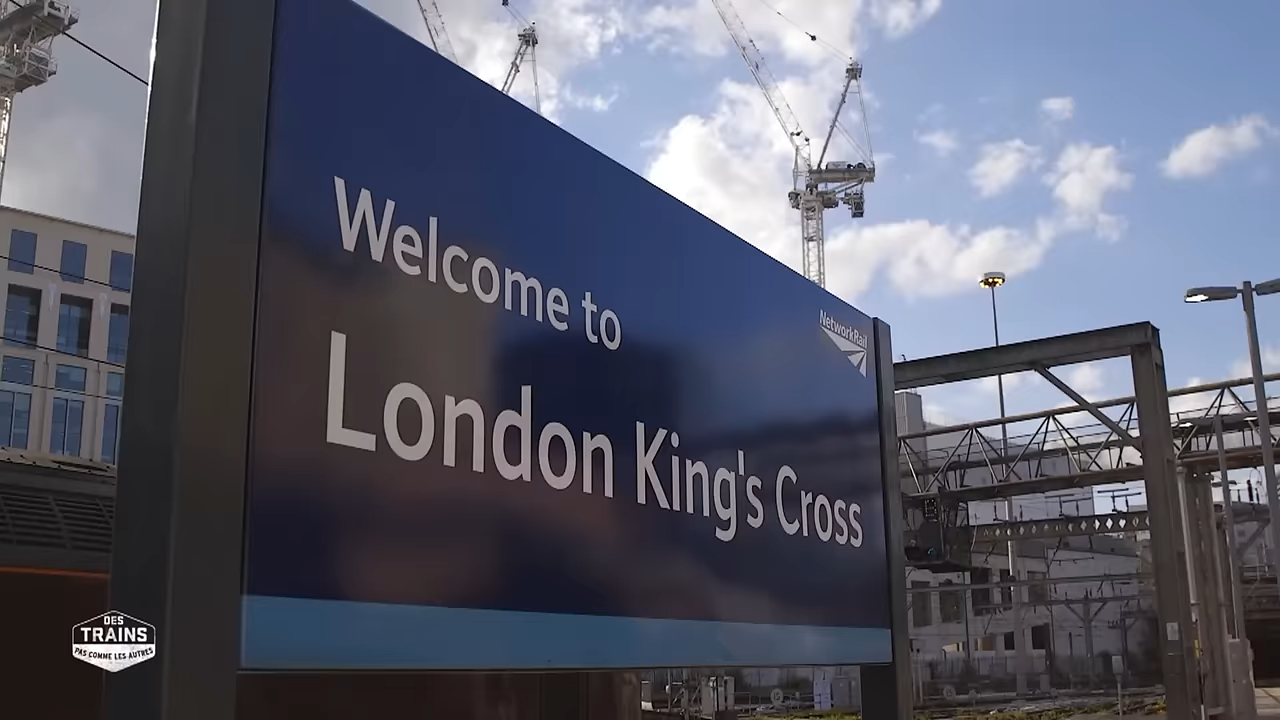 Welcome to
London King's Cross
NetworkRail
DES
TRAINS
PAS COMME LES AUTRES